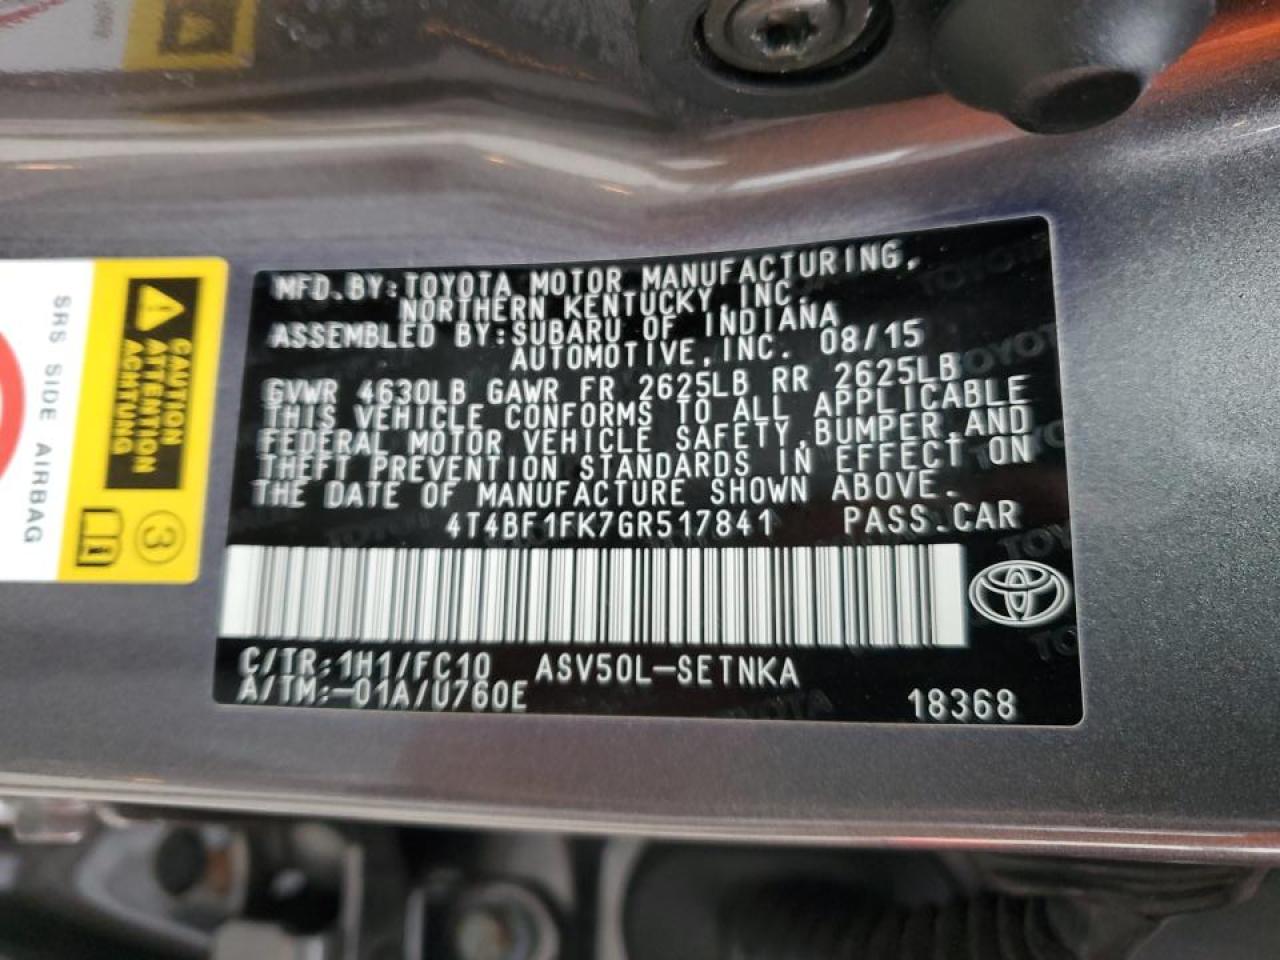 MFD.BY:TOYOTA MOTOR MANUFACTURING,
NORTHERN KENTUCKY, INC.
ASSEMBLED BY:SUBARU OF INDIANA
AUTOMOTIVE,INC. 08/15
GVWR 4630LB GAWR FR 2625LB RR 2625LB
THIS VEHICLE CONFORMS TO ALL APPLICABLE
FEDERAL MOTOR VEHICLE SAFETY,BUMPER,AND
THEFT PREVENTION STANDARDS IN EFFECT ON
THE DATE OF MANUFACTURE SHOWN ABOVE.
4T4BF1FK7GR517841 PASS.CAR
C/TR:1H1/FC10 ASV50L-SETNKA
A/TM:-01A/U760E 18368
CAUTION
ATTENTION
ACHTUNG
SRS SIDE AIRBAG
3